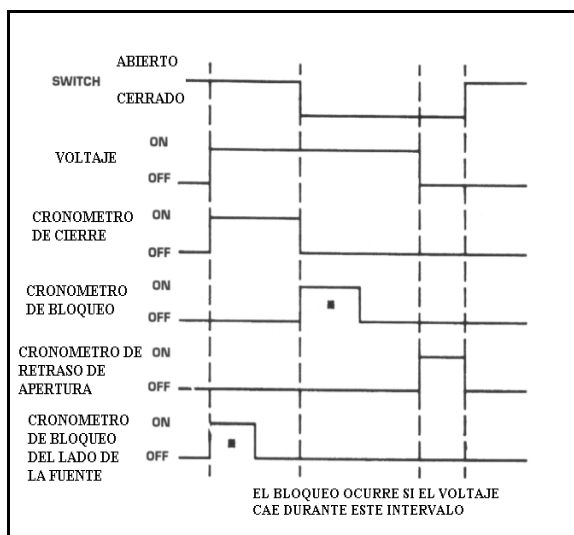 ABIERTO
SWITCH
CERRADO
ON
VOLTAJE
OFF
CRONOMETRO
DE CIERRE
ON
OFF
CRONOMETRO
DE BLOQUEO
ON
OFF
CRONOMETRO DE
RETRASO DE
APERTURA
ON
OFF
CRONOMETRO
DE BLOQUEO
DEL LADO DE
LA FUENTE
ON
OFF
EL BLOQUEO OCURRE SI EL VOLTAJE
CAE DURANTE ESTE INTERVALO